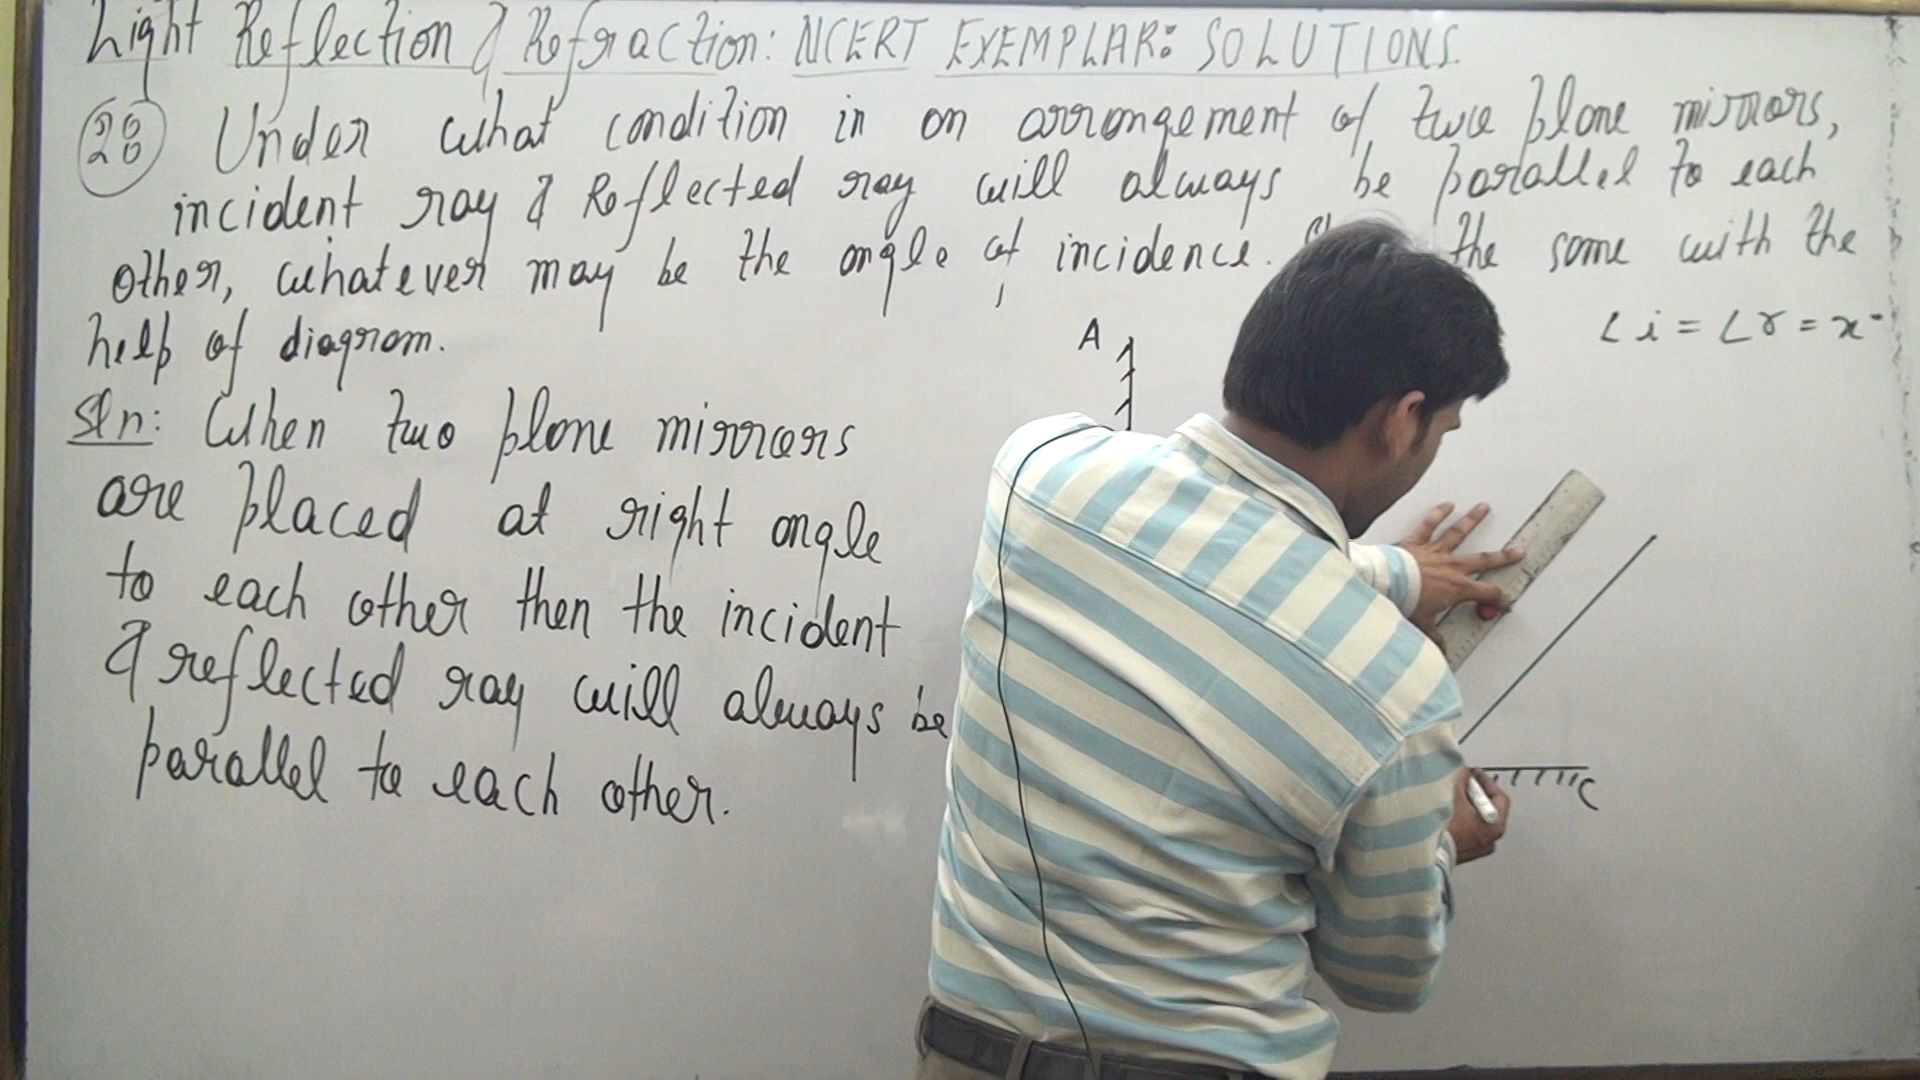 Light Reflection & Refraction: NCERT EXEMPLAR: SOLUTIONS.
Under what condition in an arrangement of two plane mirrors,
incident ray & Reflected ray will always be parallel to each
other, whatever may be the angle of incidence. the same with the
help of diagram.
A
∠i = ∠r = x
Sln: When two plane mirrors
are placed at right angle
to each other then the incident
& reflected ray will always be
parallel to each other.
C